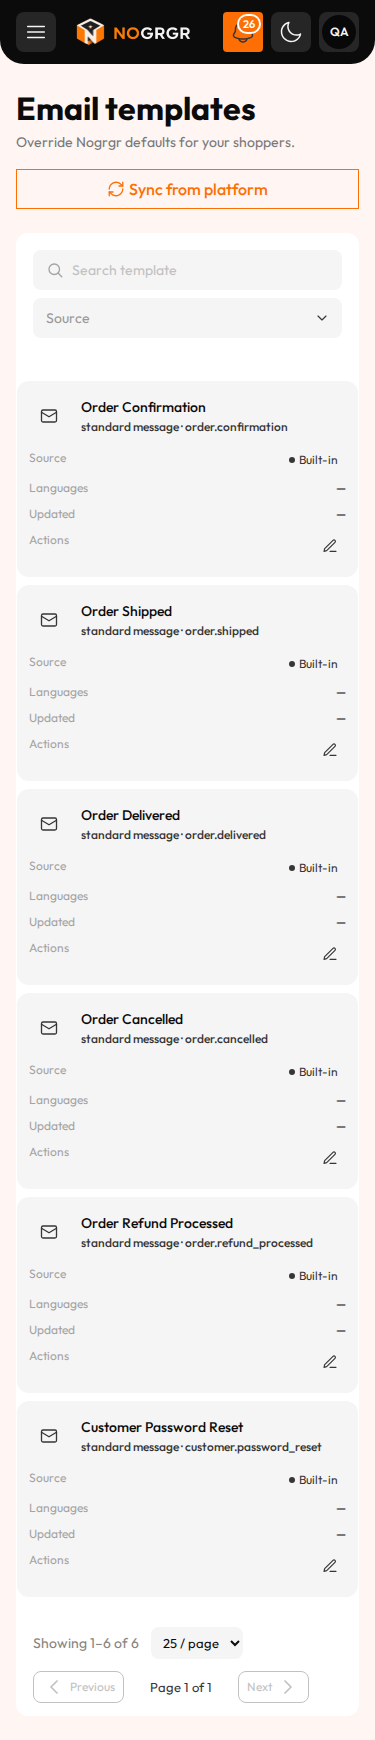 NOGRGR
26
QA
Email templates
Override Nogrgr defaults for your shoppers.
Sync from platform
Search template
Source
Order Confirmation
standard message · order.confirmation
Source
Built-in
Languages
—
Updated
—
Actions
Order Shipped
standard message · order.shipped
Source
Built-in
Languages
—
Updated
—
Actions
Order Delivered
standard message · order.delivered
Source
Built-in
Languages
—
Updated
—
Actions
Order Cancelled
standard message · order.cancelled
Source
Built-in
Languages
—
Updated
—
Actions
Order Refund Processed
standard message · order.refund_processed
Source
Built-in
Languages
—
Updated
—
Actions
Customer Password Reset
standard message · customer.password_reset
Source
Built-in
Languages
—
Updated
—
Actions
Showing 1–6 of 6
25 / page
Previous
Page 1 of 1
Next